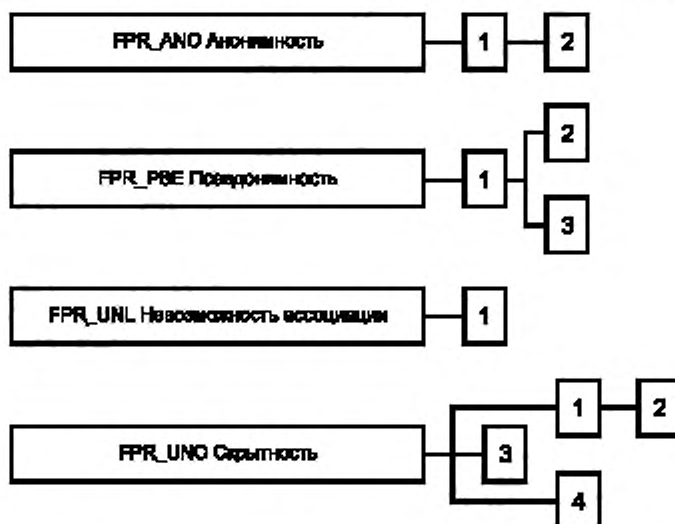 FPR_ANO Анонимность 1 2
2
FPR_PSE Псевдонимность 1
3
FPR_UNL Невозможность ассоциации 1
1 2
FPR_UNO Скрытность 3
4